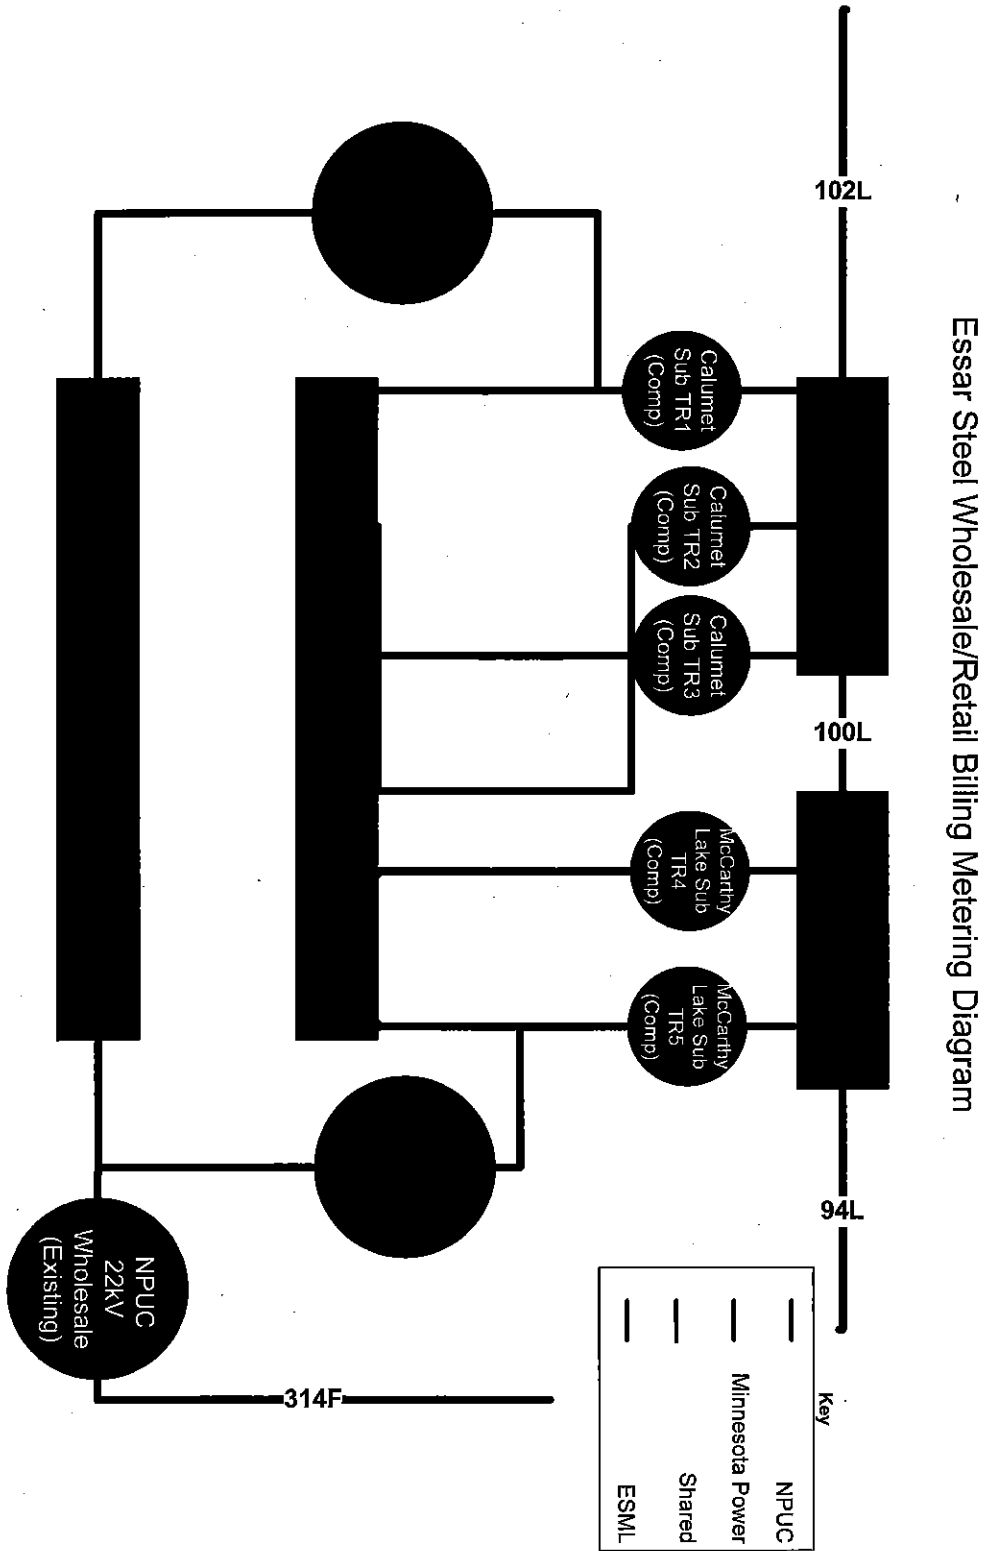 Essar Steel Wholesale/Retail Billing Metering Diagram
102L
100L
94L
Calumet
Sub TR1
(Comp)
Calumet
Sub TR2
(Comp)
Calumet
Sub TR3
(Comp)
McCarthy
Lake Sub
TR4
(Comp)
McCarthy
Lake Sub
TR5
(Comp)
NPUC
22kV
Wholesale
(Existing)
314F
Key
NPUC
Minnesota Power
Shared
ESML